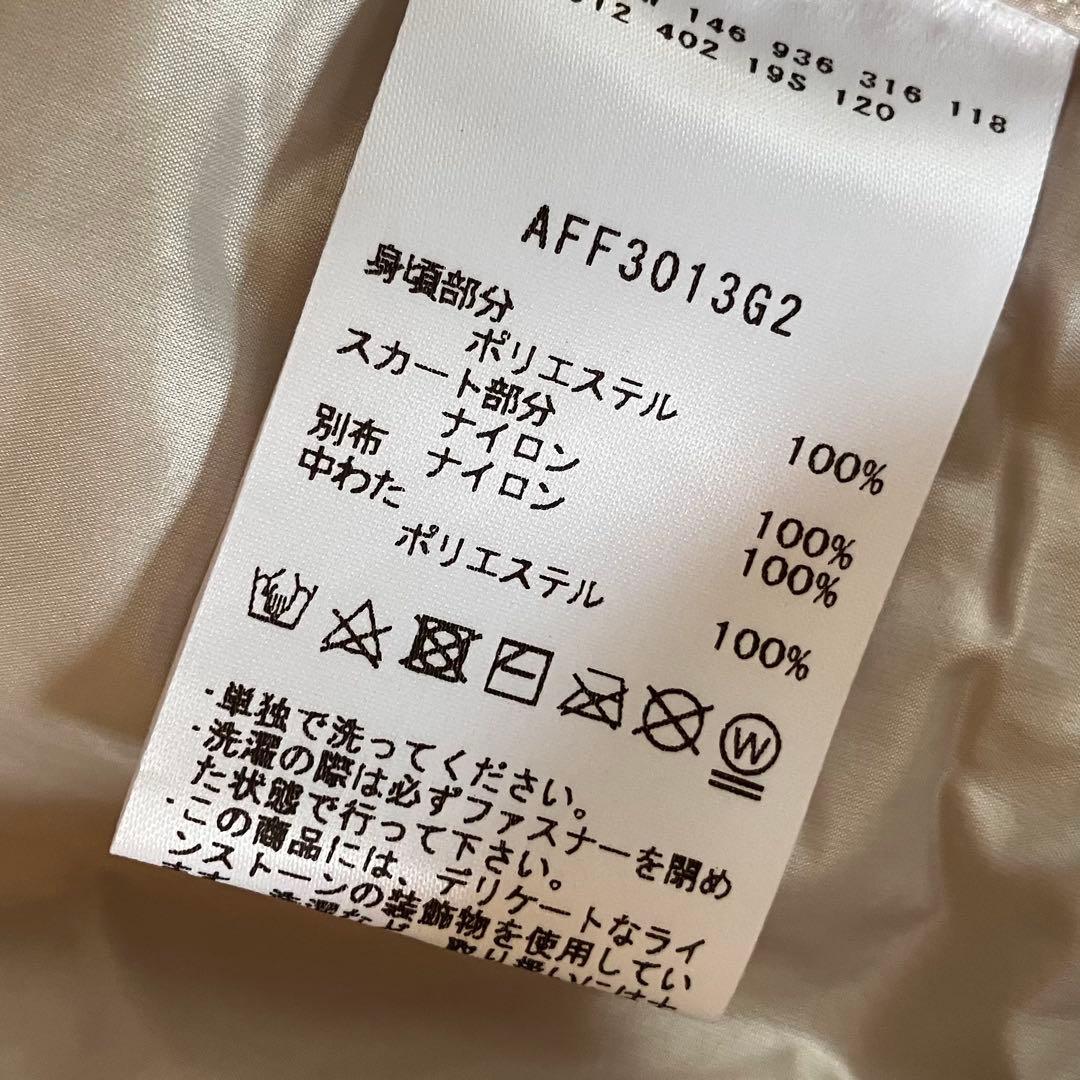 146 936 316 118
402 19S 120
AFF3013G2
身頃部分
ポリエステル 100%
スカート部分
ナイロン 100%
別布 ナイロン 100%
中わた
ポリエステル 100%
W
・単独で洗ってください。
・洗濯の際は必ずファスナーを閉め
た状態で行って下さい。
・この商品には、デリケートなライ
ンストーンの装飾物を使用してい